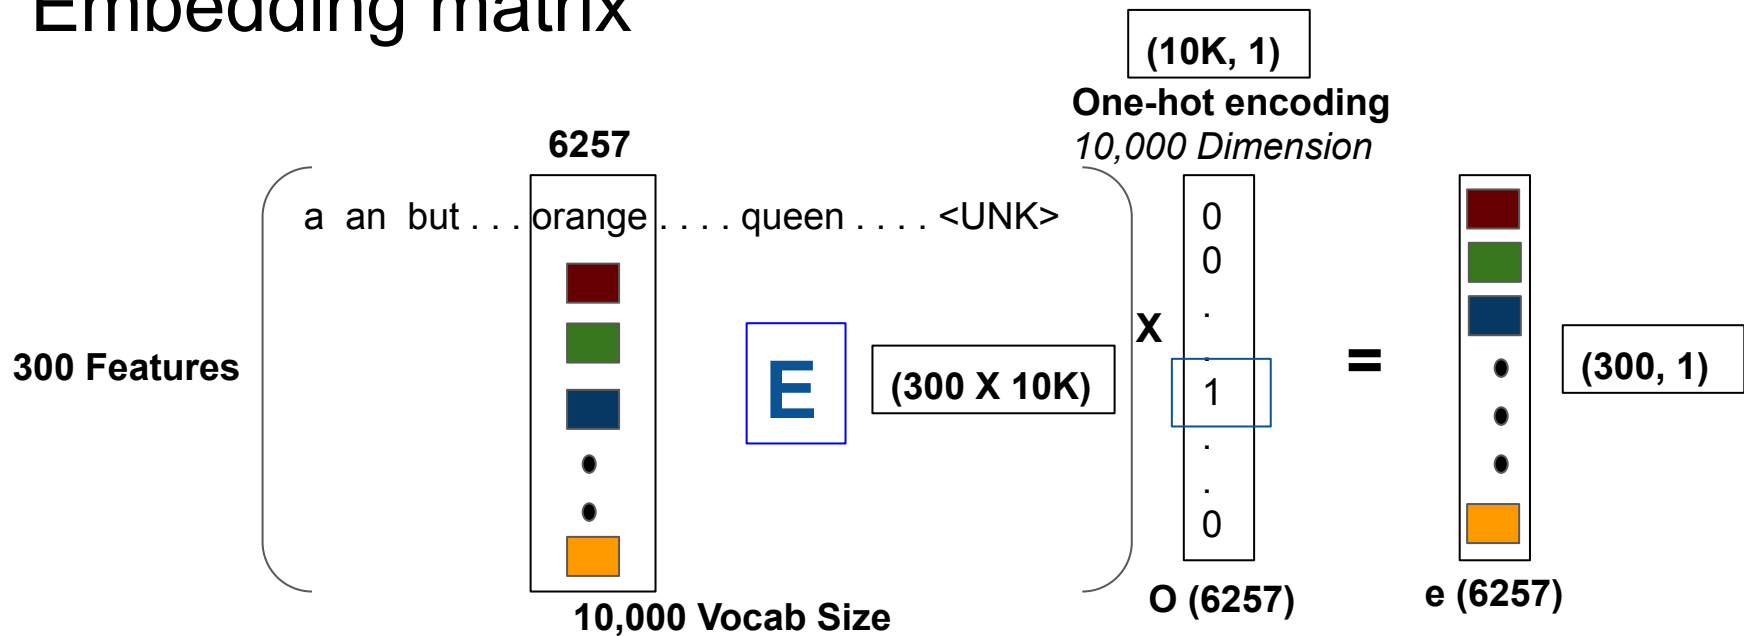 Embedding matrix
(10K, 1)
One-hot encoding
10,000 Dimension
6257
a an but . . . orange . . . . queen . . . . <UNK>
300 Features
E
(300 X 10K)
X
0
0
.
.
1
.
.
0
=
(300, 1)
10,000 Vocab Size
O (6257)
e (6257)